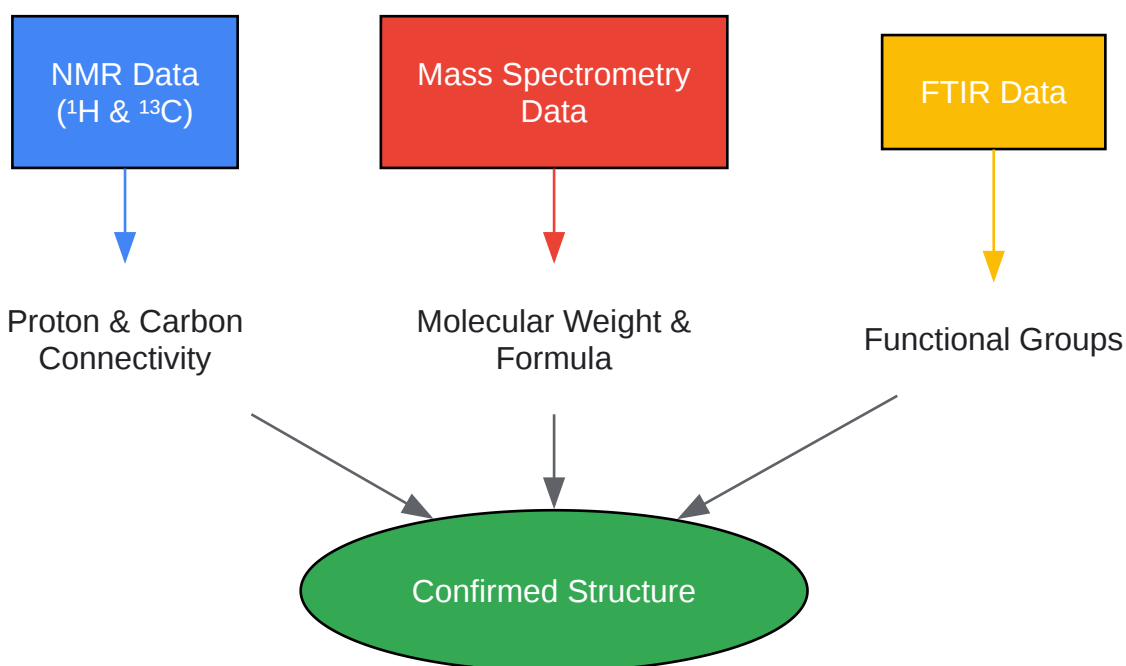 NMR Data
(¹H & ¹³C)
Mass Spectrometry
Data
FTIR Data
Proton & Carbon
Connectivity
Molecular Weight &
Formula
Functional Groups
Confirmed Structure